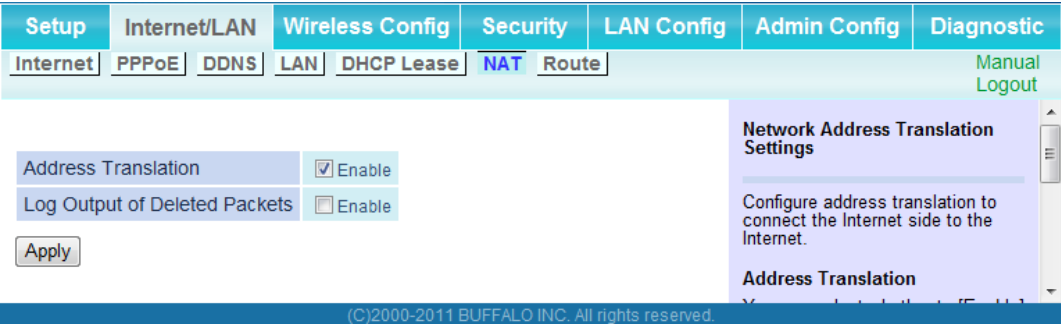 Setup Internet/LAN Wireless Config Security LAN Config Admin Config Diagnostic
Internet PPPoE DDNS LAN DHCP Lease NAT Route
Manual
Logout
Address Translation Enable
Log Output of Deleted Packets Enable
Apply
Network Address Translation
Settings
Configure address translation to
connect the Internet side to the
Internet.
Address Translation
(C)2000-2011 BUFFALO INC. All rights reserved.